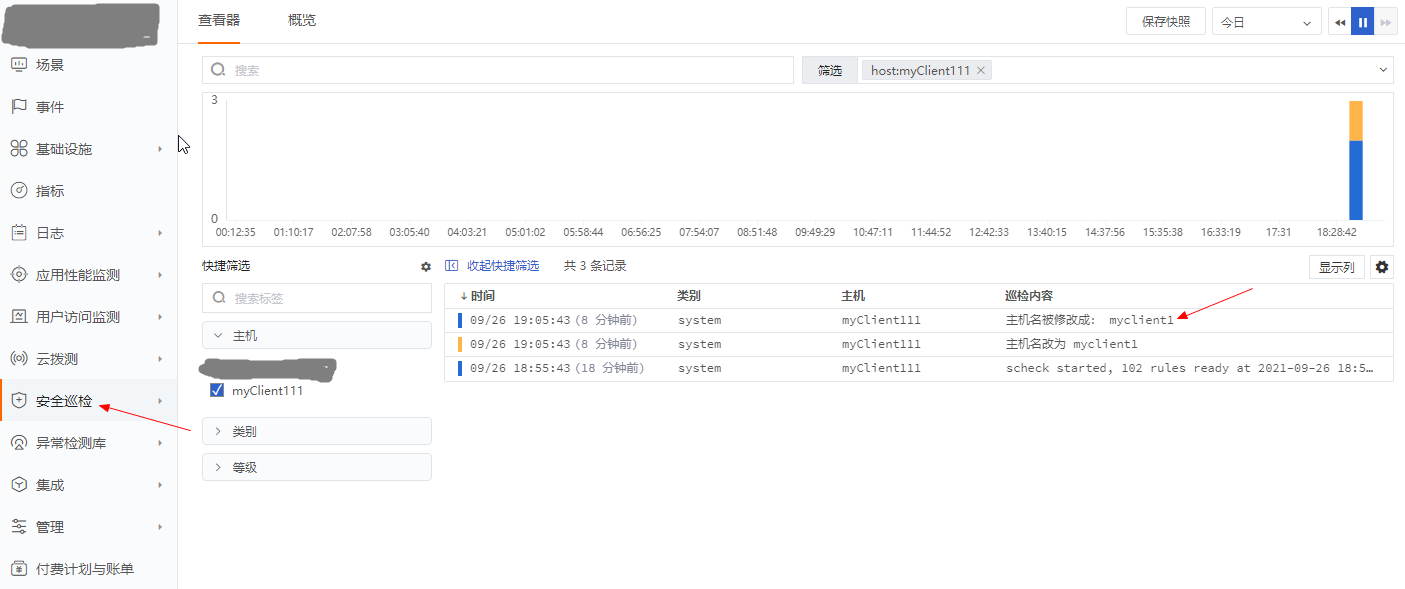 场景
事件
基础设施
指标
日志
应用性能监测
用户访问监测
云拨测
安全巡检
异常检测库
集成
管理
付费计划与账单
查看器 概览
保存快照 今日
搜索 筛选 host:myClient111
3
0
00:12:35 01:10:17 02:07:58 03:05:40 04:03:21 05:01:02 05:58:44 06:56:25 07:54:07 08:51:48 09:49:29 10:47:11 11:44:52 12:42:33 13:40:15 14:37:56 15:35:38 16:33:19 17:31 18:28:42
快捷筛选
搜索标签
主机
myClient111
类别
等级
收起快捷筛选 共 3 条记录 显示列
时间 类别 主机 巡检内容
09/26 19:05:43 (8 分钟前) system myClient111 主机名被修改成: myclient1
09/26 19:05:43 (8 分钟前) system myClient111 主机名改为 myclient1
09/26 18:55:43 (18 分钟前) system myClient111 scheck started, 102 rules ready at 2021-09-26 18:5…